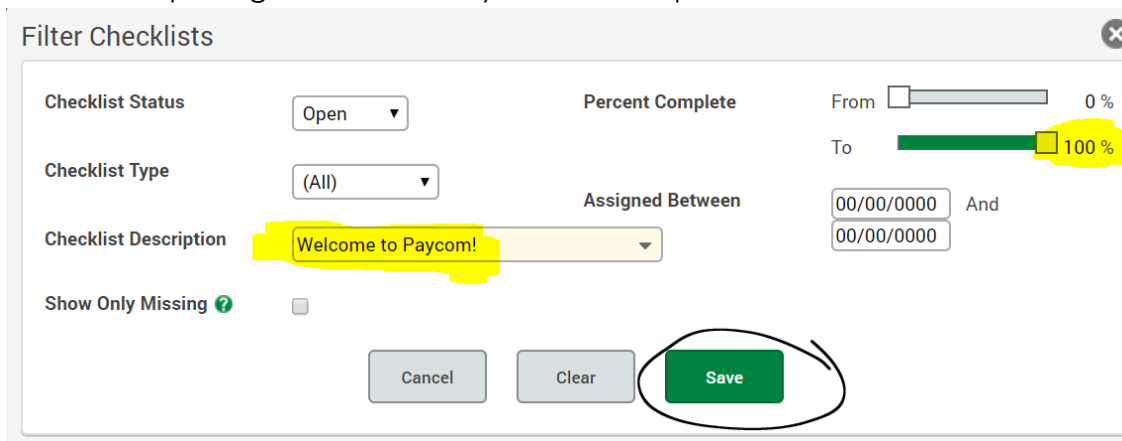 Filter Checklists
Checklist Status
Open
Percent Complete
From
0 %
To
100 %
Checklist Type
(All)
Assigned Between
00/00/0000
And
00/00/0000
Checklist Description
Welcome to Paycom!
Show Only Missing ?
Cancel
Clear
Save